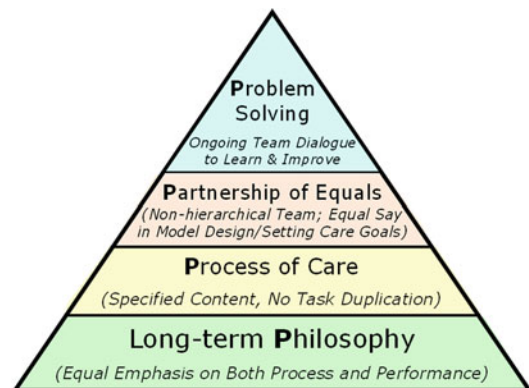 Problem
Solving
Ongoing Team Dialogue
to Learn & Improve
Partnership of Equals
(Non-hierarchical Team; Equal Say
in Model Design/Setting Care Goals)
Process of Care
(Specified Content, No Task Duplication)
Long-term Philosophy
(Equal Emphasis on Both Process and Performance)